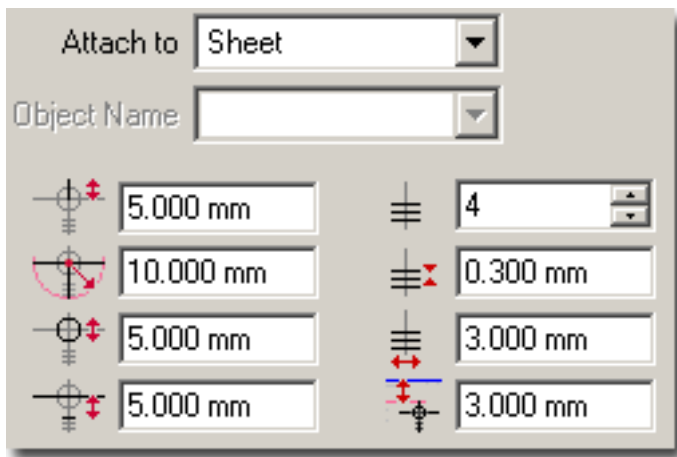 Attach to Sheet
Object Name
5.000 mm 4
10.000 mm 0.300 mm
5.000 mm 3.000 mm
5.000 mm 3.000 mm